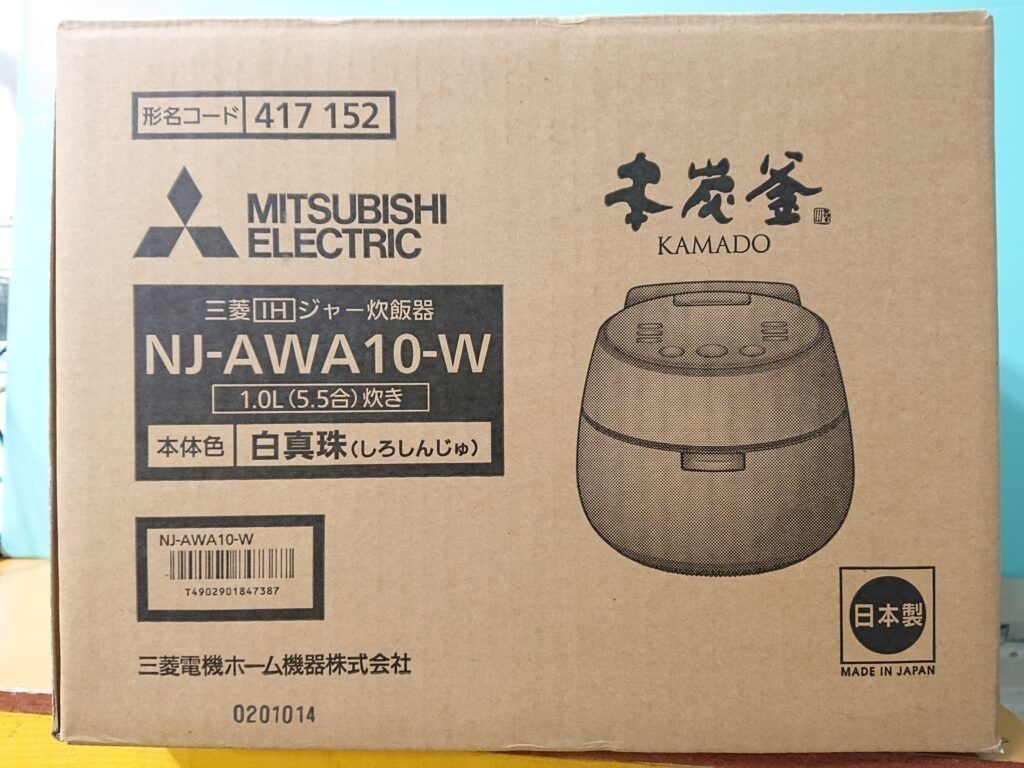 形名コード 417 152
MITSUBISHI
ELECTRIC
三菱 IH ジャー炊飯器
NJ-AWA10-W
1.0L(5.5合)炊き
本体色 白真珠(しろしんじゅ)
NJ-AWA10-W
T4902901847387
三菱電機ホーム機器株式会社
0201014
本炭釜
KAMADO
日本製
MADE IN JAPAN